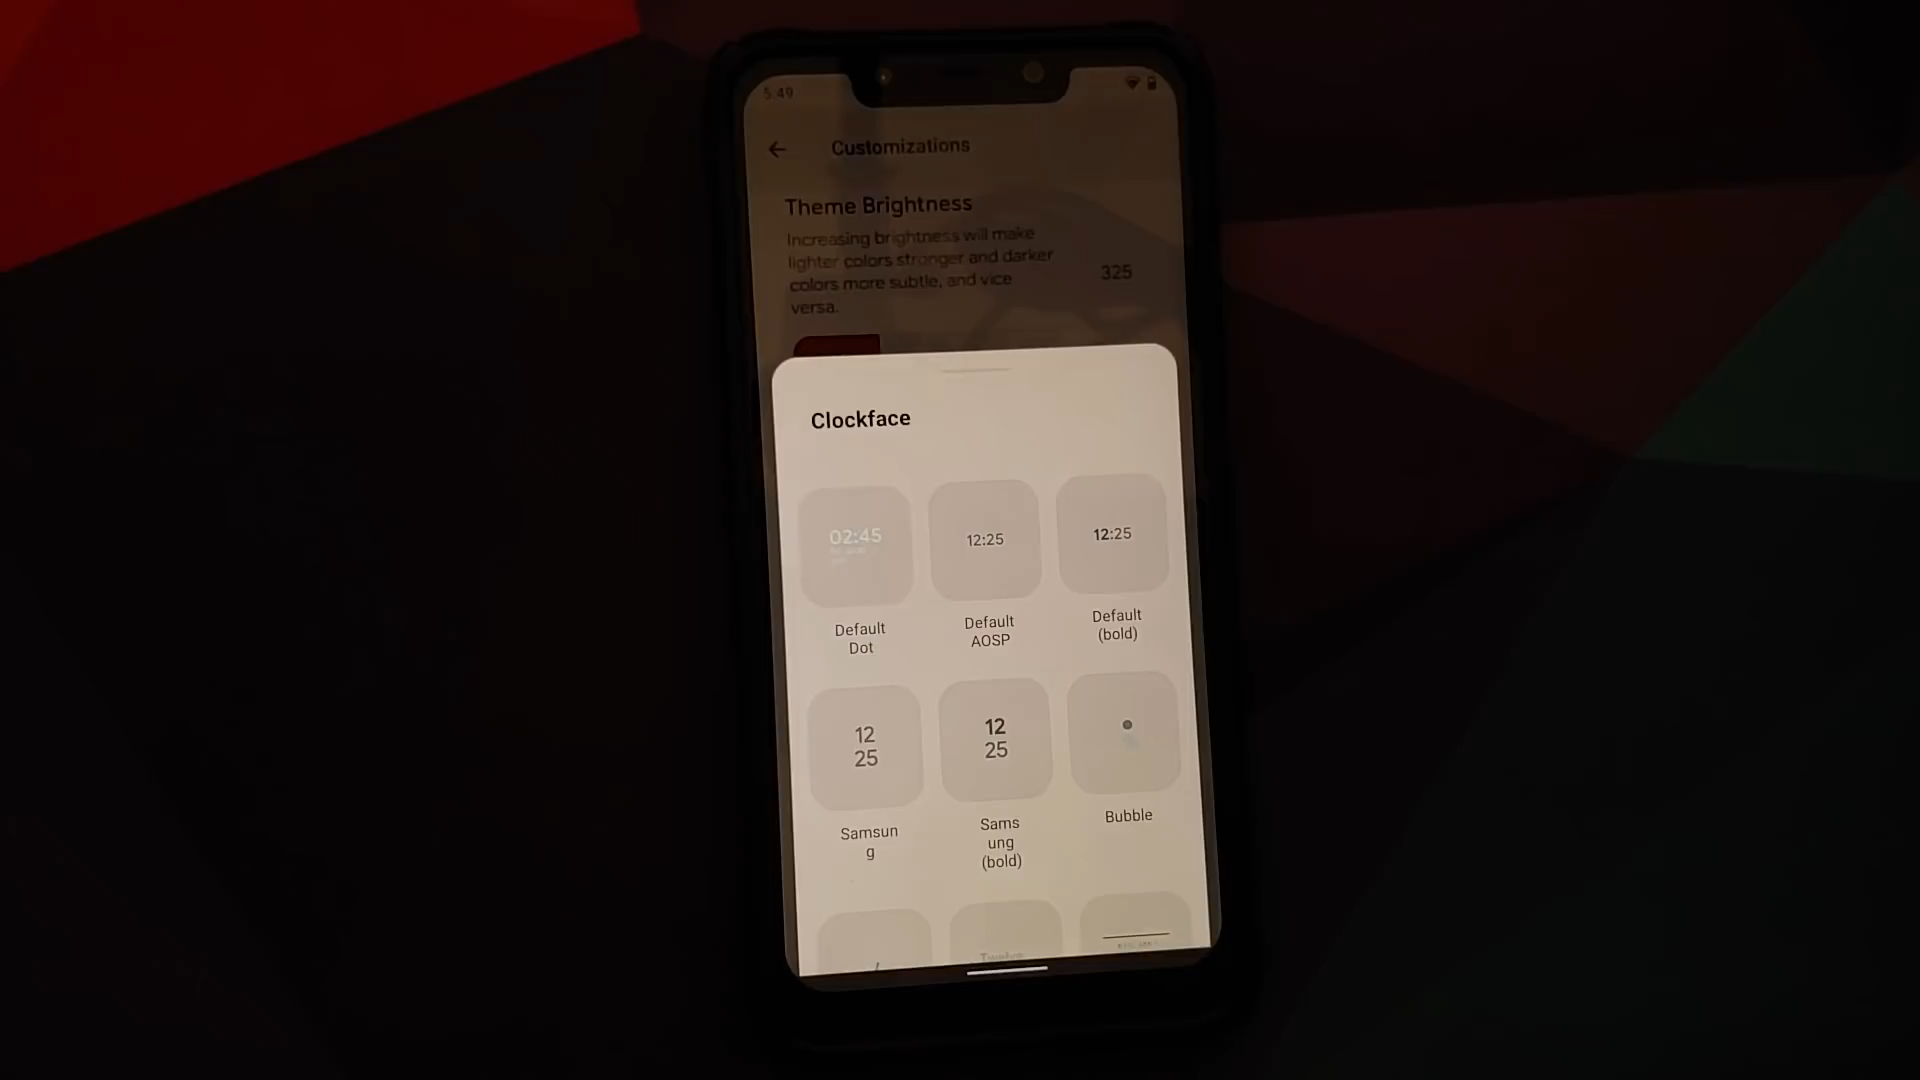 5:49
Customizations
Theme Brightness
Increasing brightness will make
lighter colors stronger and darker
colors more subtle, and vice
versa.
325
Clockface
02:45
12:25
12:25
Default
Dot
Default
AOSP
Default
(bold)
12
25
12
25
Samsun
g
Sams
ung
(bold)
Bubble